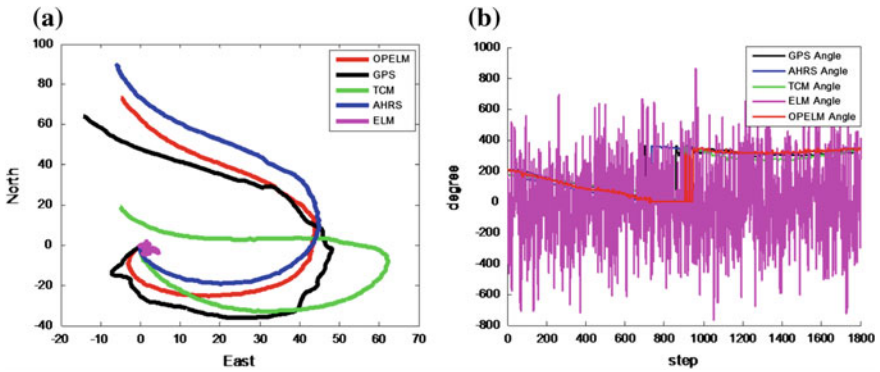 (a)
100
80
60
40
20
0
-20
-40
-20
-10
0
10
20
30
40
50
60
70
North
East
OPELM
GPS
TCM
AHRS
ELM
(b)
1000
800
600
400
200
0
-200
-400
-600
-800
0
200
400
600
800
1000
1200
1400
1600
1800
degree
step
GPS Angle
AHRS Angle
TCM Angle
ELM Angle
OPELM Angle